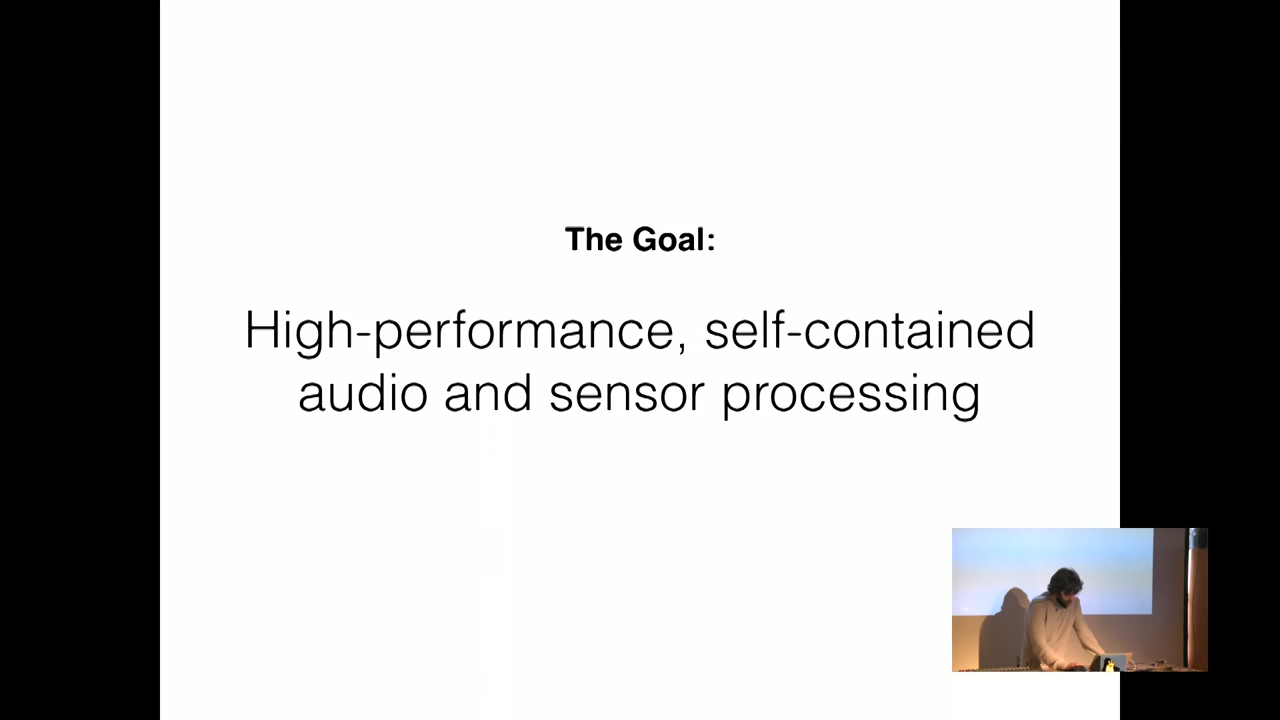 The Goal:
High-performance, self-contained
audio and sensor processing